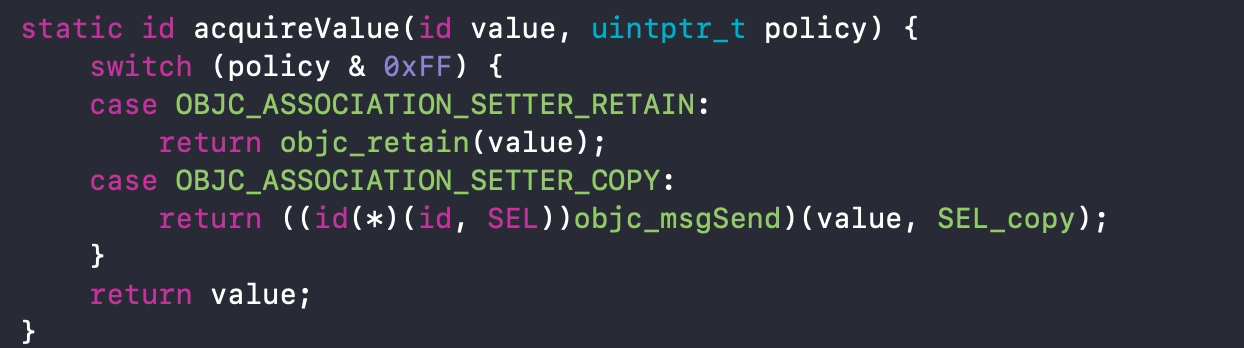 static id acquireValue(id value, uintptr_t policy) {
    switch (policy & 0xFF) {
    case OBJC_ASSOCIATION_SETTER_RETAIN:
        return objc_retain(value);
    case OBJC_ASSOCIATION_SETTER_COPY:
        return ((id(*)(id, SEL))objc_msgSend)(value, SEL_copy);
    }
    return value;
}